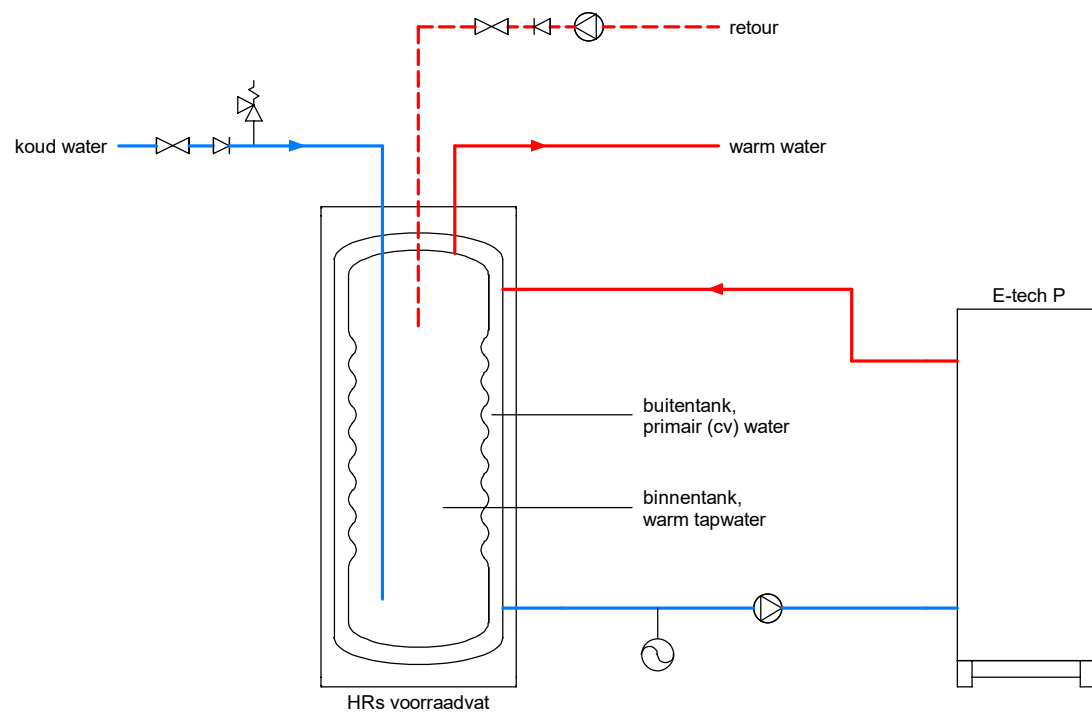 retour
koud water
warm water
E-tech P
buitentank,
primair (cv) water
binnentank,
warm tapwater
HRs voorraadvat